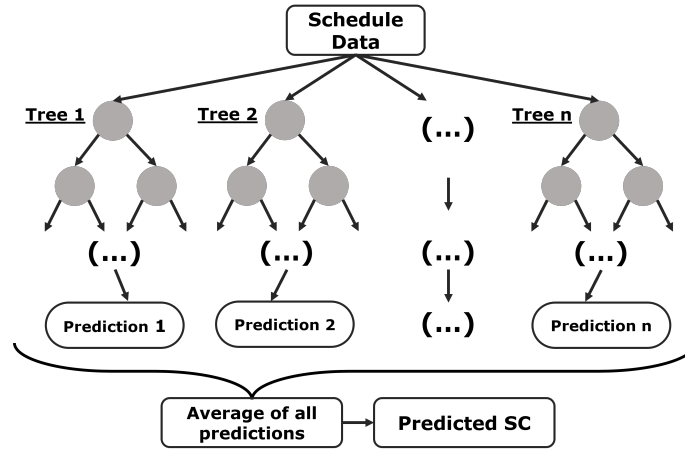 Schedule
Data
Tree 1
Tree 2
(...)
Tree n
(...)
(...)
(...)
(...)
Prediction 1
Prediction 2
(...)
Prediction n
Average of all
predictions
Predicted SC